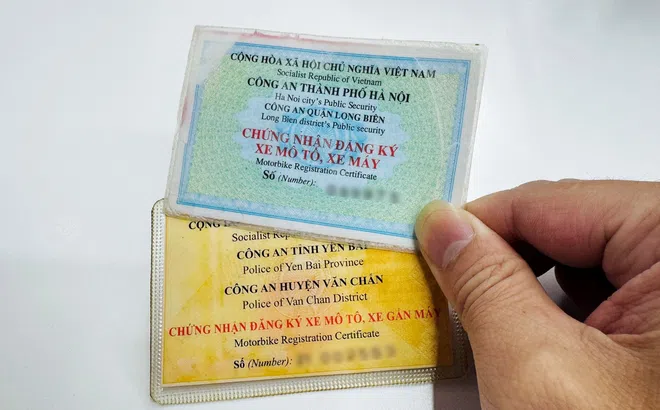 CỘNG HÒA XÃ HỘI CHỦ NGHĨA VIỆT NAM
Socialist Republic of Vietnam
CÔNG AN THÀNH PHỐ HÀ NỘI
Ha Noi city's Public Security
CÔNG AN QUẬN LONG BIÊN
Long Bien district's Public security
CHỨNG NHẬN ĐĂNG KÝ
XE MÔ TÔ, XE MÁY
Motorbike Registration Certificate
Số (Number):
CỘNG
Socialist
CÔNG AN TỈNH YÊN BÁI
Police of Yen Bai Province
CÔNG AN HUYỆN VĂN CHẤN
Police of Van Chan District
CHỨNG NHẬN ĐĂNG KÝ XE MÔ TÔ, XE GẮN MÁY
Motorbike Registration Certificate
Số (Number):